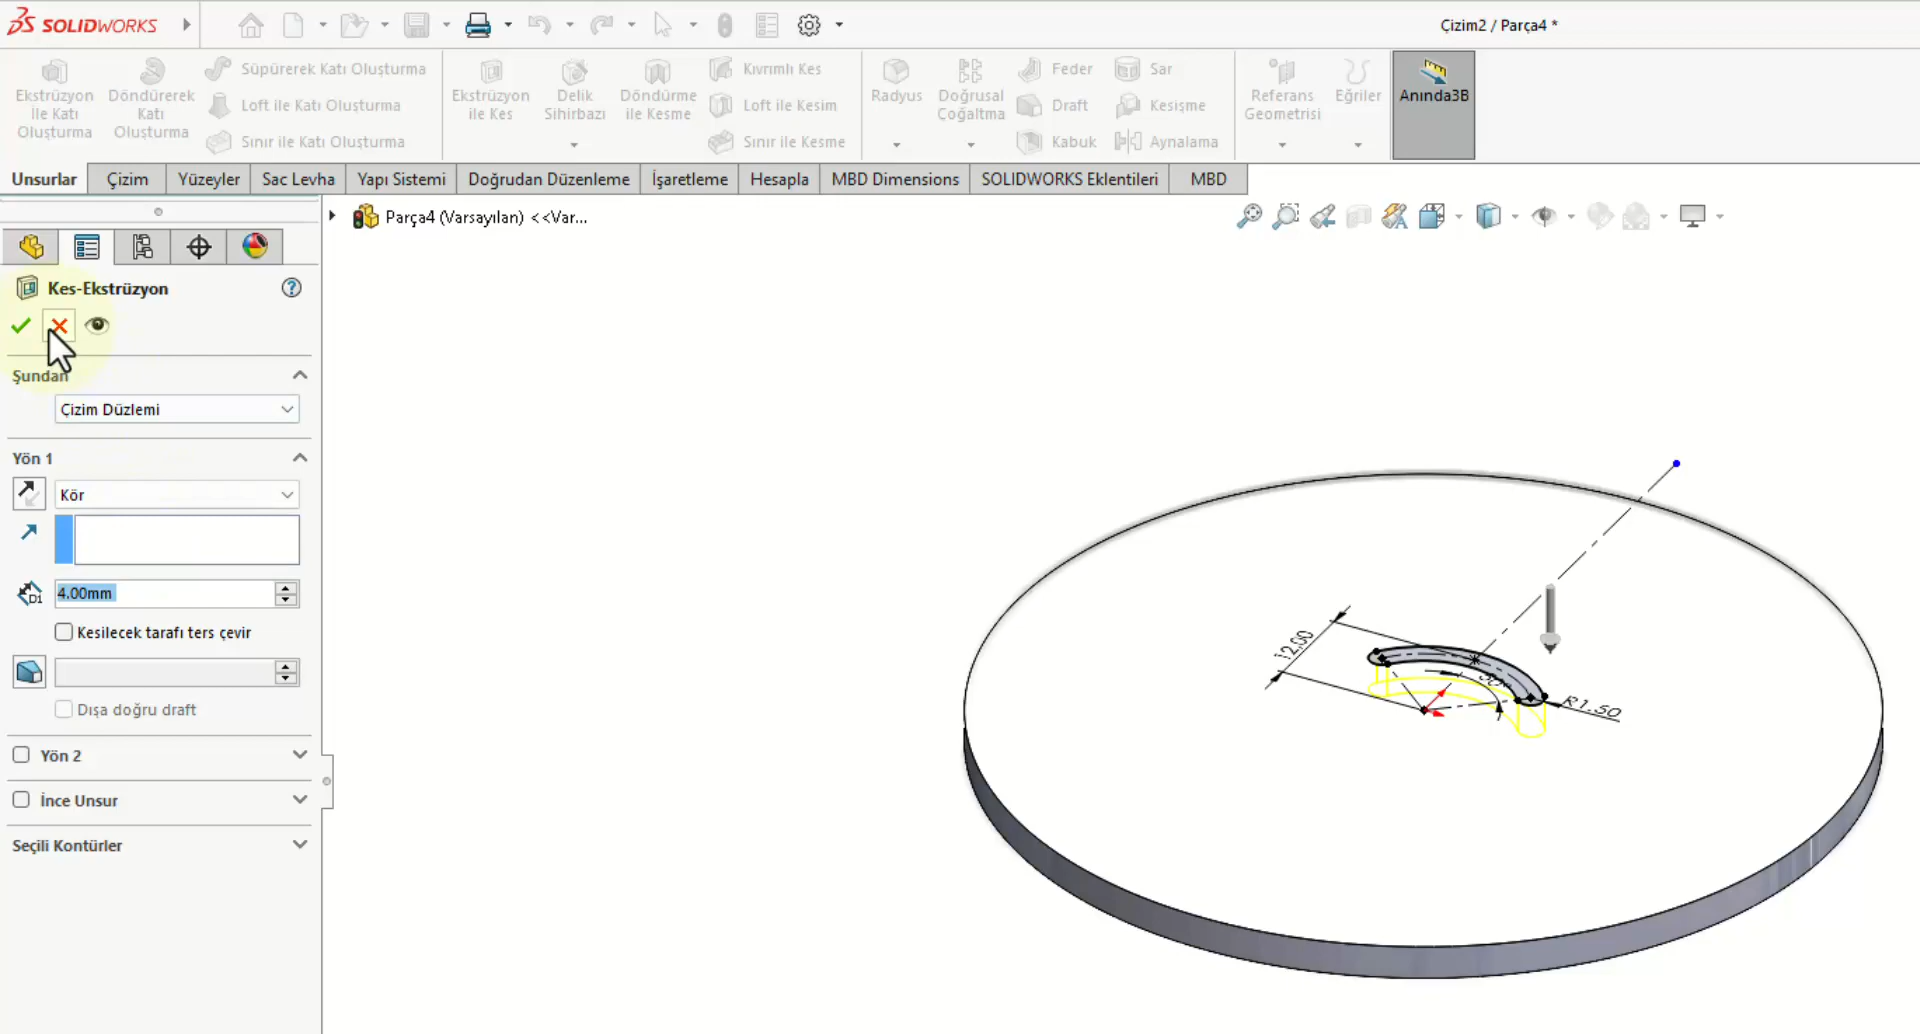 SOLIDWORKS
Çizim2 / Parça4 *
Ekstrüzyon
İle Katı
Oluşturma
Döndürerek
Katı
Oluşturma
Süpürerek Katı Oluşturma
Loft ile Katı Oluşturma
Sınır ile Katı Oluşturma
Ekstrüzyon
ile Kes
Delik
Sihirbazı
Döndürme
ile Kesme
Kıvrımlı Kes
Loft ile Kesim
Sınır ile Kesme
Radyus
Doğrusal
Çoğaltma
Feder
Draft
Kabuk
Sar
Kesişme
Aynalama
Referans
Geometrisi
Eğriler
Anında3B
Unsurlar
Çizim
Yüzeyler
Sac Levha
Yapı Sistemi
Doğrudan Düzenleme
İşaretleme
Hesapla
MBD Dimensions
SOLIDWORKS Eklentileri
MBD
Parça4 (Varsayılan) <<Var...
Kes-Ekstrüzyon
Şundan
Çizim Düzlemi
Yön 1
Kör
D1
4.00mm
Kesilecek tarafı ters çevir
Dışa doğru draft
Yön 2
İnce Unsur
Seçili Kontürler
12,00
R1,50